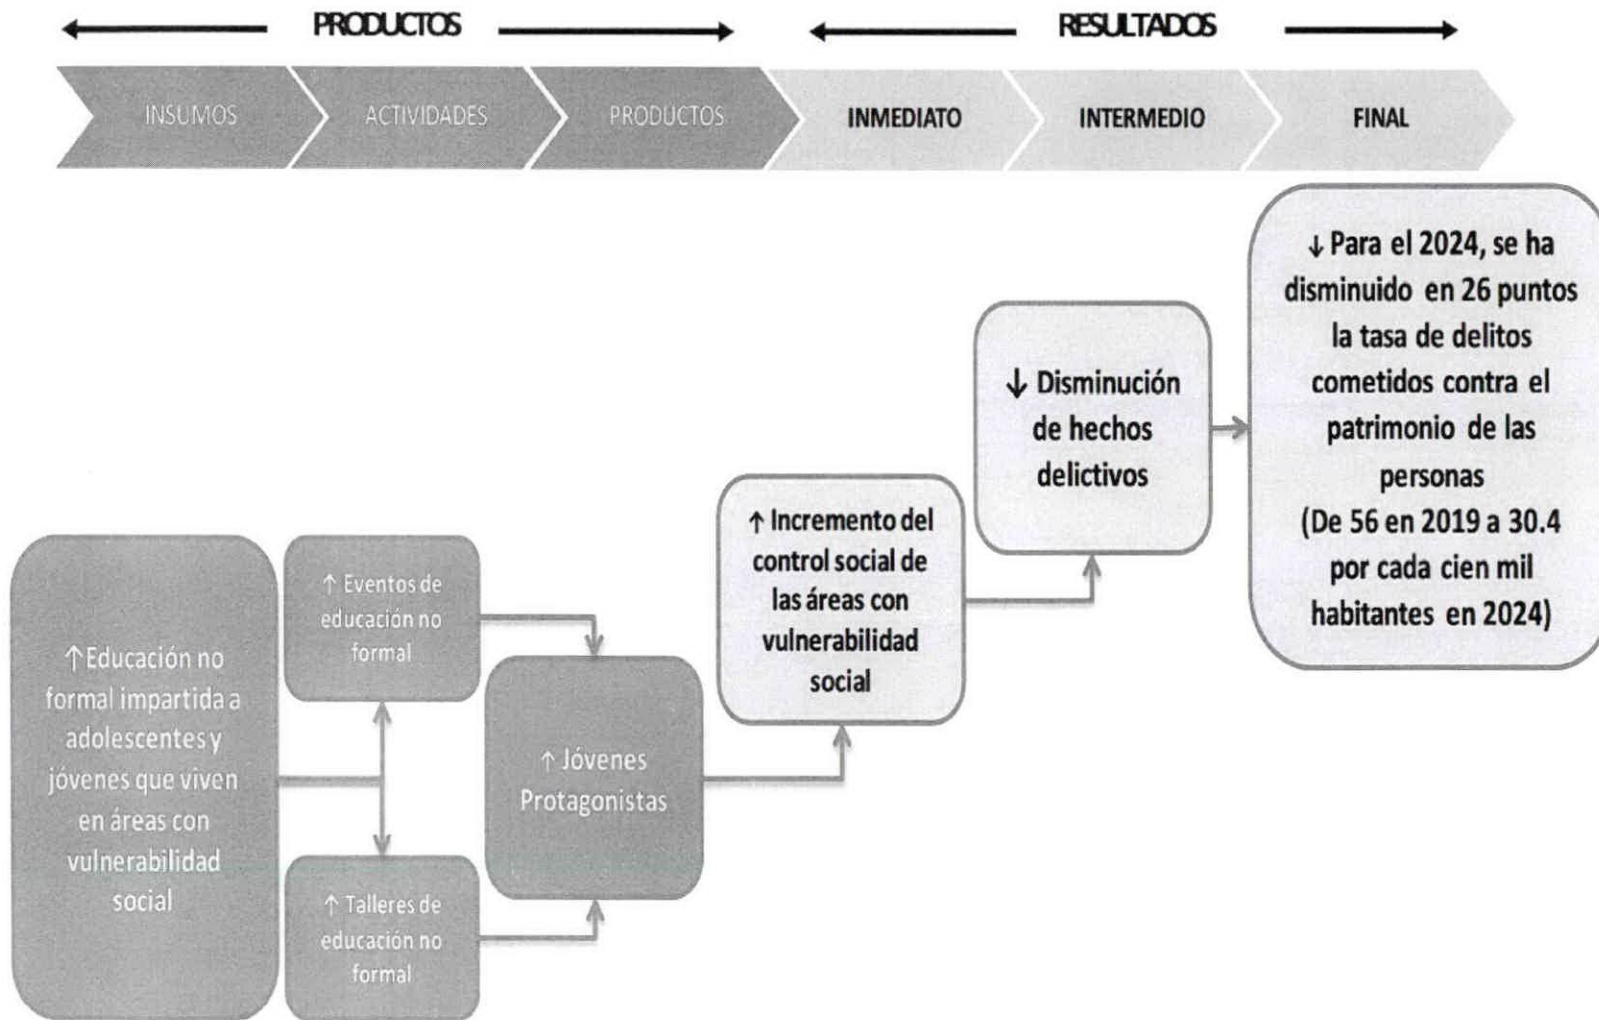 PRODUCTOS
RESULTADOS
INSUMOS
ACTIVIDADES
PRODUCTOS
INMEDIATO
INTERMEDIO
FINAL
↑Educación no
formal impartida a
adolescentes y
jóvenes que viven
en áreas con
vulnerabilidad
social
↑ Eventos de
educación no
formal
↑ Talleres de
educación no
formal
↑ Jóvenes
Protagonistas
↑ Incremento del
control social de
las áreas con
vulnerabilidad
social
↓ Disminución
de hechos
delictivos
↓ Para el 2024, se ha
disminuido en 26 puntos
la tasa de delitos
cometidos contra el
patrimonio de las
personas
(De 56 en 2019 a 30.4
por cada cien mil
habitantes en 2024)